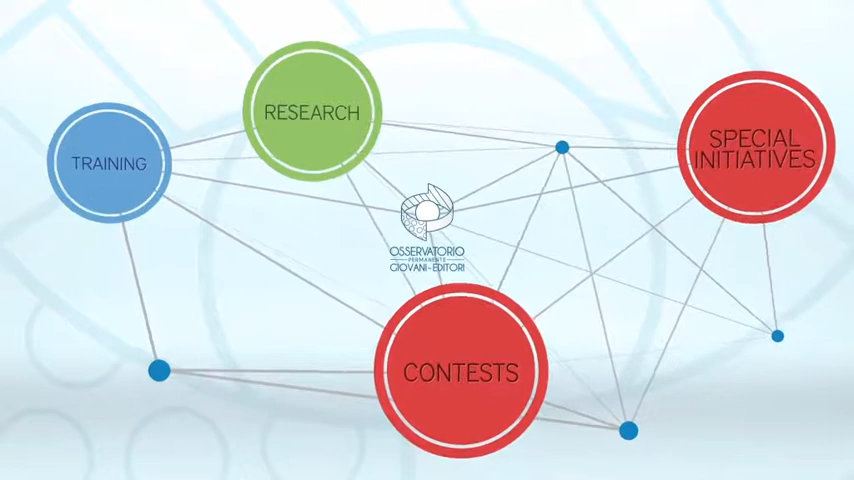 RESEARCH
TRAINING
SPECIAL
INITIATIVES
OSSERVATORIO
PERMANENTE
GIOVANI-EDITORI
CONTESTS